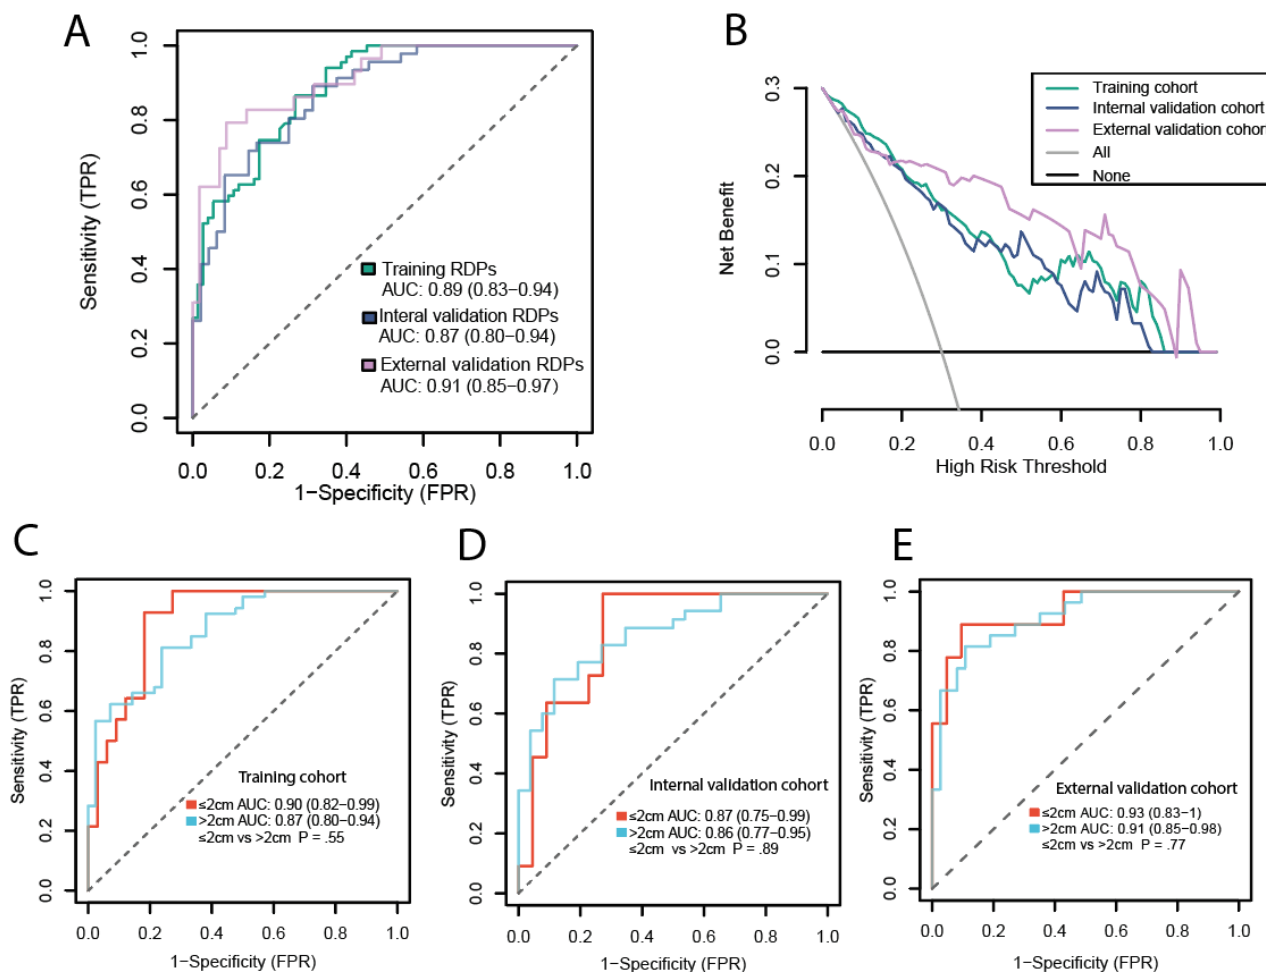 A
Sensitivity (TPR)
1.0
0.8
0.6
0.4
0.2
0.0
Training RDPs
AUC: 0.89 (0.83−0.94)
Interal validation RDPs
AUC: 0.87 (0.80−0.94)
External validation RDPs
AUC: 0.91 (0.85−0.97)
0.0 0.2 0.4 0.6 0.8 1.0
1−Specificity (FPR)
B
Net Benefit
0.3
0.2
0.1
0.0
Training cohort
Internal validation cohort
External validation cohort
All
None
0.0 0.2 0.4 0.6 0.8 1.0
High Risk Threshold
C
Sensitivity (TPR)
1.0
0.8
0.6
0.4
0.2
0.0
Training cohort
≤2cm AUC: 0.90 (0.82−0.99)
>2cm AUC: 0.87 (0.80−0.94)
≤2cm vs >2cm P = .55
0.0 0.2 0.4 0.6 0.8 1.0
1−Specificity (FPR)
D
Sensitivity (TPR)
1.0
0.8
0.6
0.4
0.2
0.0
Internal validation cohort
≤2cm AUC: 0.87 (0.75−0.99)
>2cm AUC: 0.86 (0.77−0.95)
≤2cm vs >2cm P = .89
0.0 0.2 0.4 0.6 0.8 1.0
1−Specificity (FPR)
E
Sensitivity (TPR)
1.0
0.8
0.6
0.4
0.2
0.0
External validation cohort
≤2cm AUC: 0.93 (0.83−1)
>2cm AUC: 0.91 (0.85−0.98)
≤2cm vs >2cm P = .77
0.0 0.2 0.4 0.6 0.8 1.0
1−Specificity (FPR)